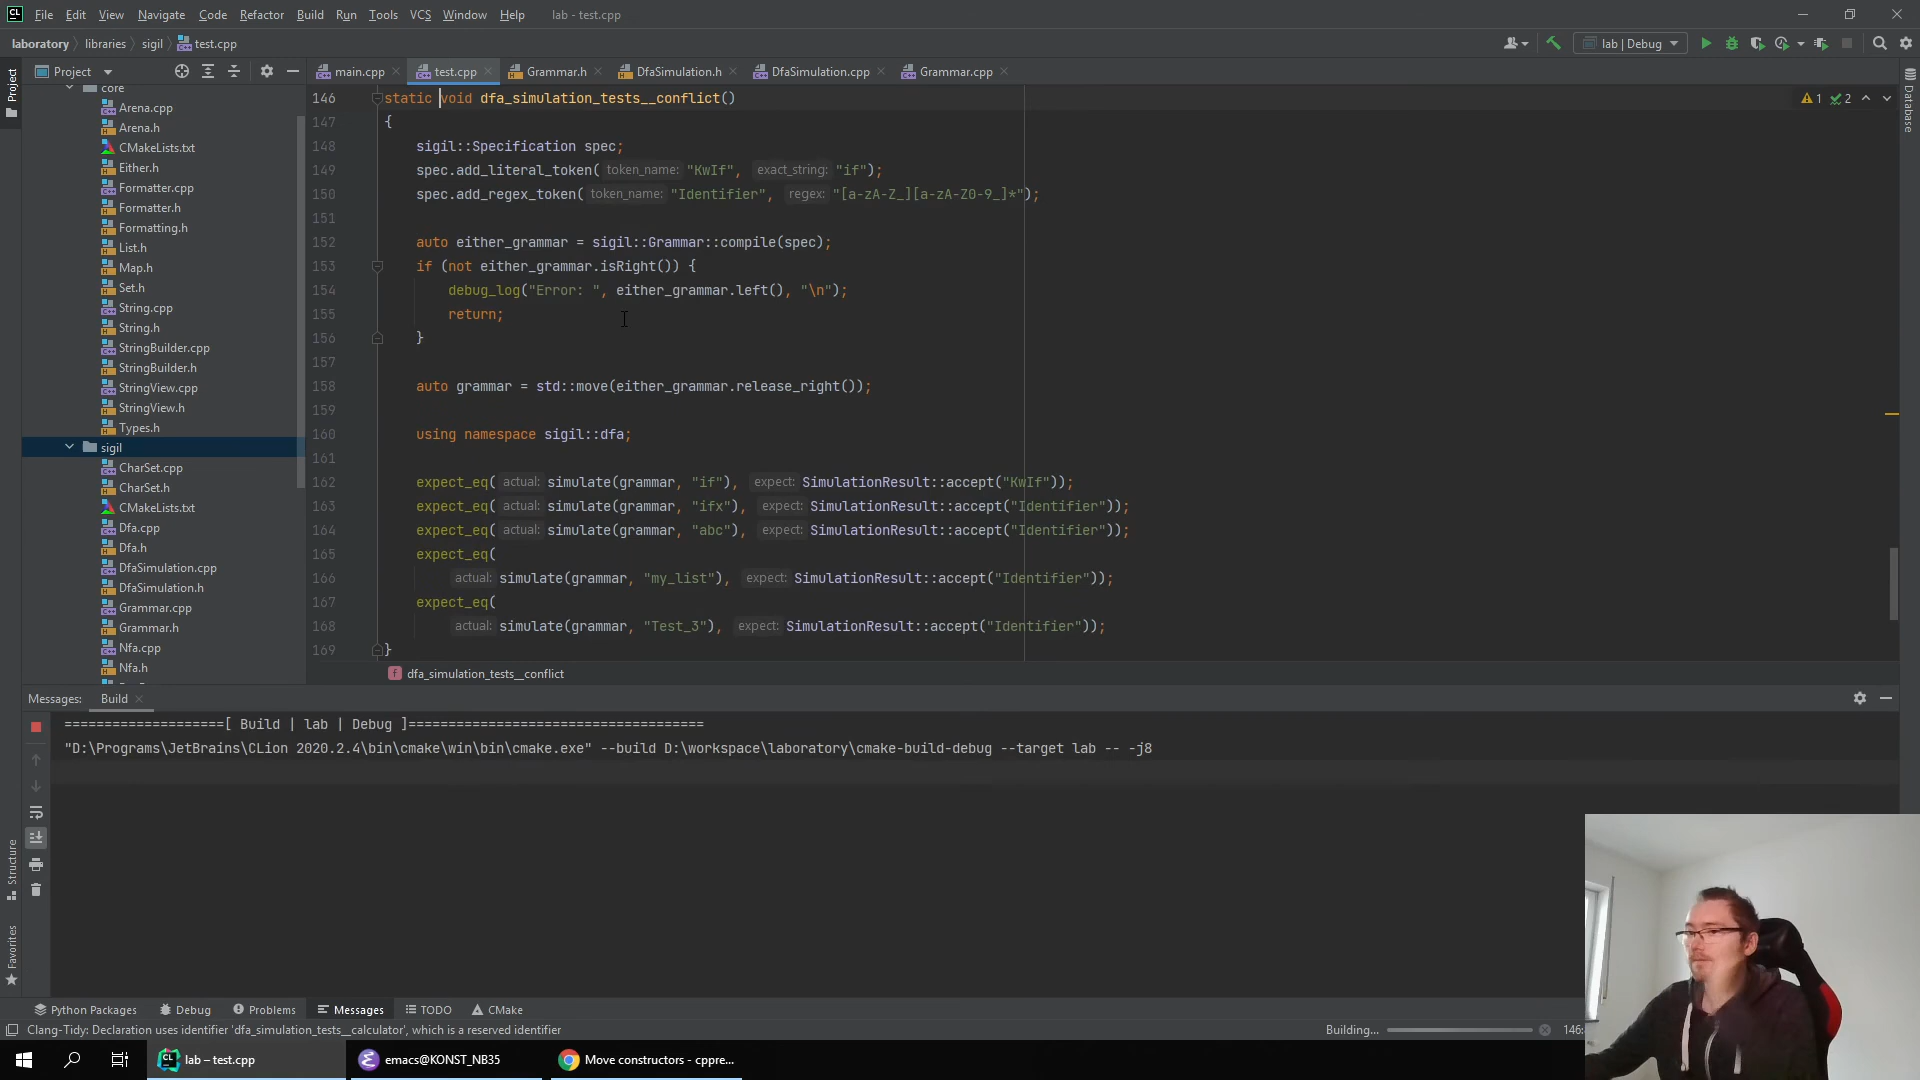 File Edit View Navigate Code Refactor Build Run Tools VCS Window Help lab - test.cpp
laboratory libraries sigil test.cpp
lab | Debug
Project
main.cpp test.cpp Grammar.h DfaSimulation.h DfaSimulation.cpp Grammar.cpp
Project
Database
core
Arena.cpp
Arena.h
CMakeLists.txt
Either.h
Formatter.cpp
Formatter.h
Formatting.h
List.h
Map.h
Set.h
String.cpp
String.h
StringBuilder.cpp
StringBuilder.h
StringView.cpp
StringView.h
Types.h
sigil
CharSet.cpp
CharSet.h
CMakeLists.txt
Dfa.cpp
Dfa.h
DfaSimulation.cpp
DfaSimulation.h
Grammar.cpp
Grammar.h
Nfa.cpp
Nfa.h
1 2
146 static void dfa_simulation_tests__conflict()
147 {
148 sigil::Specification spec;
149 spec.add_literal_token( token_name: "KwIf", exact_string: "if");
150 spec.add_regex_token( token_name: "Identifier", regex: "[a-zA-Z_][a-zA-Z0-9_]*");
151
152 auto either_grammar = sigil::Grammar::compile(spec);
153 if (not either_grammar.isRight()) {
154 debug_log("Error: ", either_grammar.left(), "\n");
155 return;
156 }
157
158 auto grammar = std::move(either_grammar.release_right());
159
160 using namespace sigil::dfa;
161
162 expect_eq( actual: simulate(grammar, "if"), expect: SimulationResult::accept("KwIf"));
163 expect_eq( actual: simulate(grammar, "ifx"), expect: SimulationResult::accept("Identifier"));
164 expect_eq( actual: simulate(grammar, "abc"), expect: SimulationResult::accept("Identifier"));
165 expect_eq(
166 actual: simulate(grammar, "my_list"), expect: SimulationResult::accept("Identifier"));
167 expect_eq(
168 actual: simulate(grammar, "Test_3"), expect: SimulationResult::accept("Identifier"));
169 }
f dfa_simulation_tests__conflict
Messages: Build
====================[ Build | lab | Debug ]=====================================
"D:\Programs\JetBrains\CLion 2020.2.4\bin\cmake\win\bin\cmake.exe" --build D:\workspace\laboratory\cmake-build-debug --target lab -- -j8
Structure
Favorites
Python Packages Debug Problems Messages TODO CMake
Clang-Tidy: Declaration uses identifier 'dfa_simulation_tests__calculator', which is a reserved identifier Building... 146:
lab – test.cpp emacs@KONST_NB35 Move constructors - cppre...